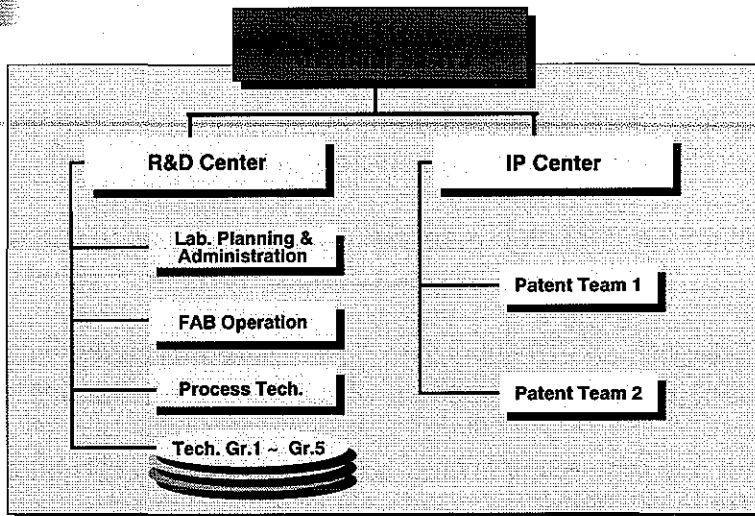 R&D Center
IP Center
Lab. Planning &
Administration
FAB Operation
Process Tech.
Tech. Gr.1 ~ Gr.5
Patent Team 1
Patent Team 2